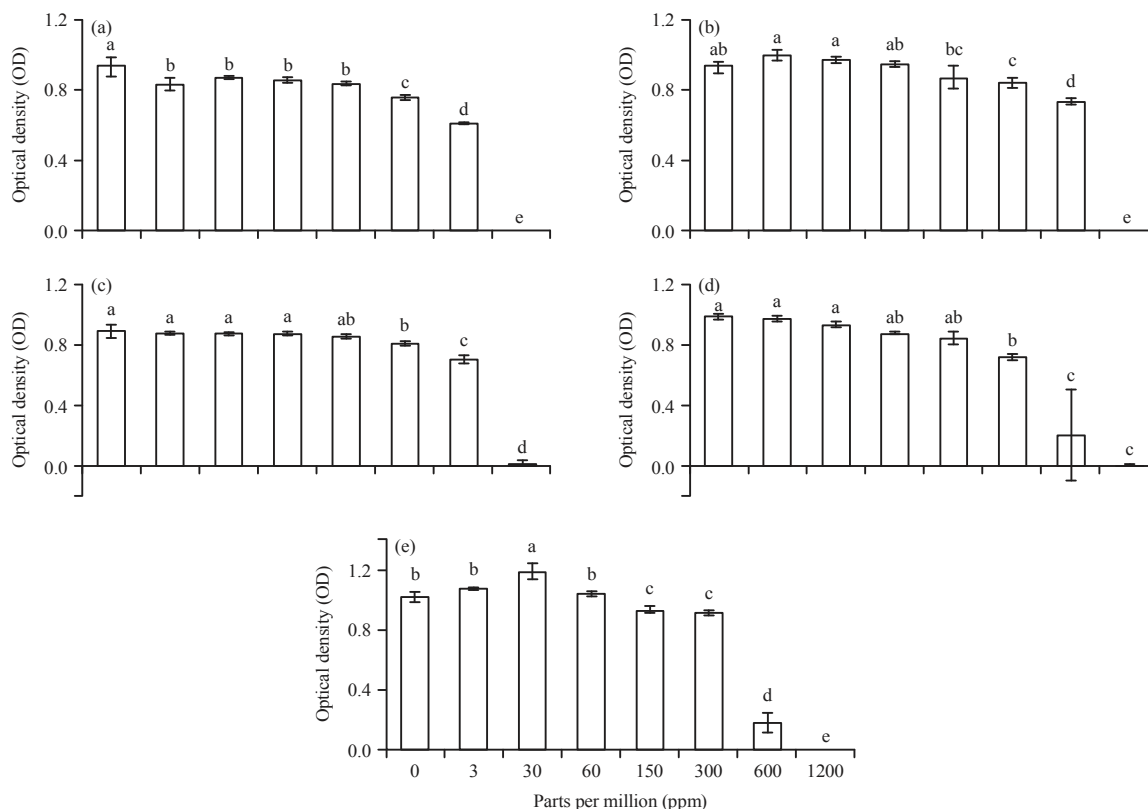 (a)
1.2
0.8
0.4
0.0
Optical density (OD)
a b b b b c d e
(b)
1.2
0.8
0.4
0.0
Optical density (OD)
ab a a ab bc c d e
(c)
1.2
0.8
0.4
0.0
Optical density (OD)
a a a a ab b c d
(d)
1.2
0.8
0.4
0.0
Optical density (OD)
a a a ab ab b c c
(e)
1.2
0.8
0.4
0.0
Optical density (OD)
b b a b c c d e
0 3 30 60 150 300 600 1200
Parts per million (ppm)